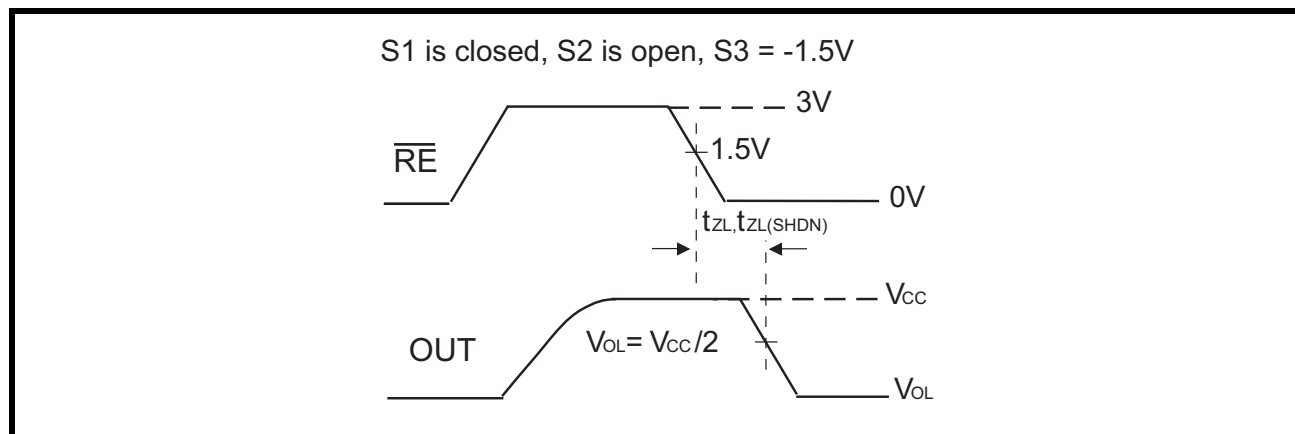 S1 is closed, S2 is open, S3 = -1.5V
3V
RE
1.5V
0V
tZL,tZL(SHDN)
VCC
VOL= VCC/2
OUT
VOL